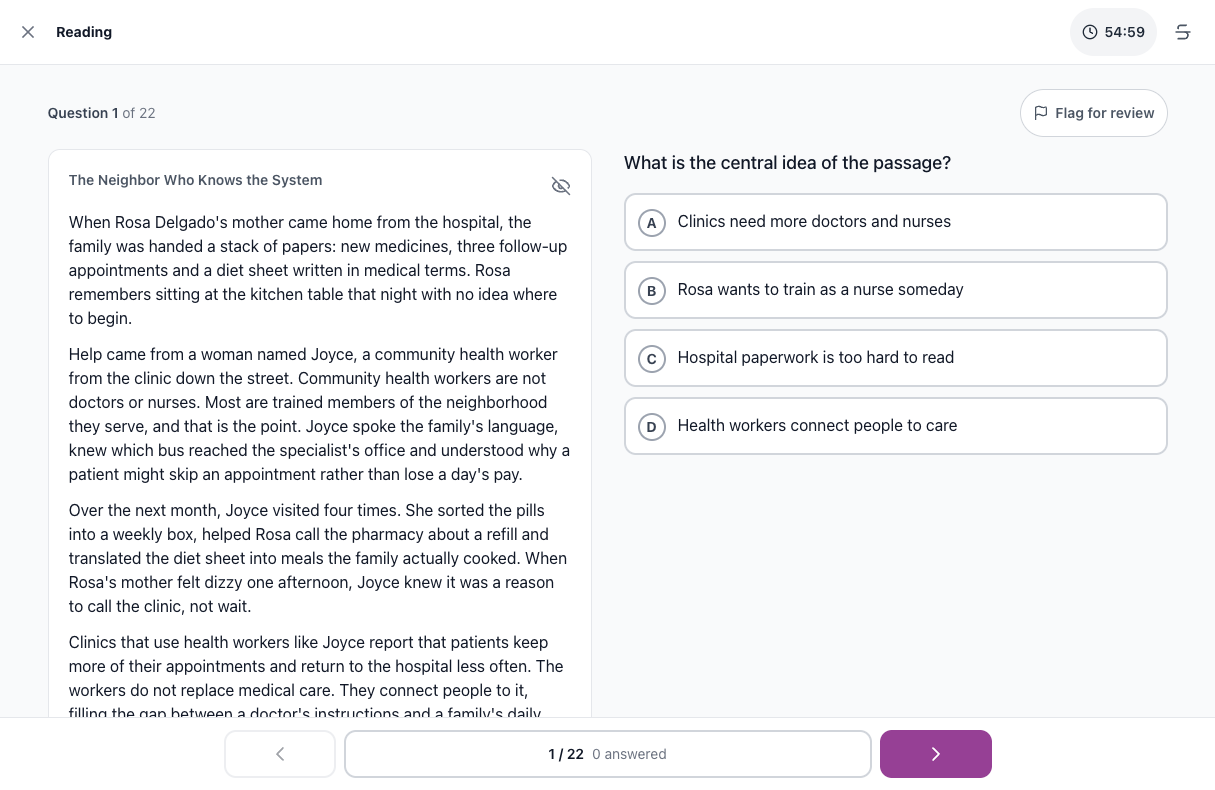 Reading
54:59
Question 1 of 22
Flag for review
The Neighbor Who Knows the System
When Rosa Delgado's mother came home from the hospital, the
family was handed a stack of papers: new medicines, three follow-up
appointments and a diet sheet written in medical terms. Rosa
remembers sitting at the kitchen table that night with no idea where
to begin.
Help came from a woman named Joyce, a community health worker
from the clinic down the street. Community health workers are not
doctors or nurses. Most are trained members of the neighborhood
they serve, and that is the point. Joyce spoke the family's language,
knew which bus reached the specialist's office and understood why a
patient might skip an appointment rather than lose a day's pay.
Over the next month, Joyce visited four times. She sorted the pills
into a weekly box, helped Rosa call the pharmacy about a refill and
translated the diet sheet into meals the family actually cooked. When
Rosa's mother felt dizzy one afternoon, Joyce knew it was a reason
to call the clinic, not wait.
Clinics that use health workers like Joyce report that patients keep
more of their appointments and return to the hospital less often. The
workers do not replace medical care. They connect people to it,
filling the gap between a doctor's instructions and a family's daily
What is the central idea of the passage?
A Clinics need more doctors and nurses
B Rosa wants to train as a nurse someday
C Hospital paperwork is too hard to read
D Health workers connect people to care
1 / 22 0 answered